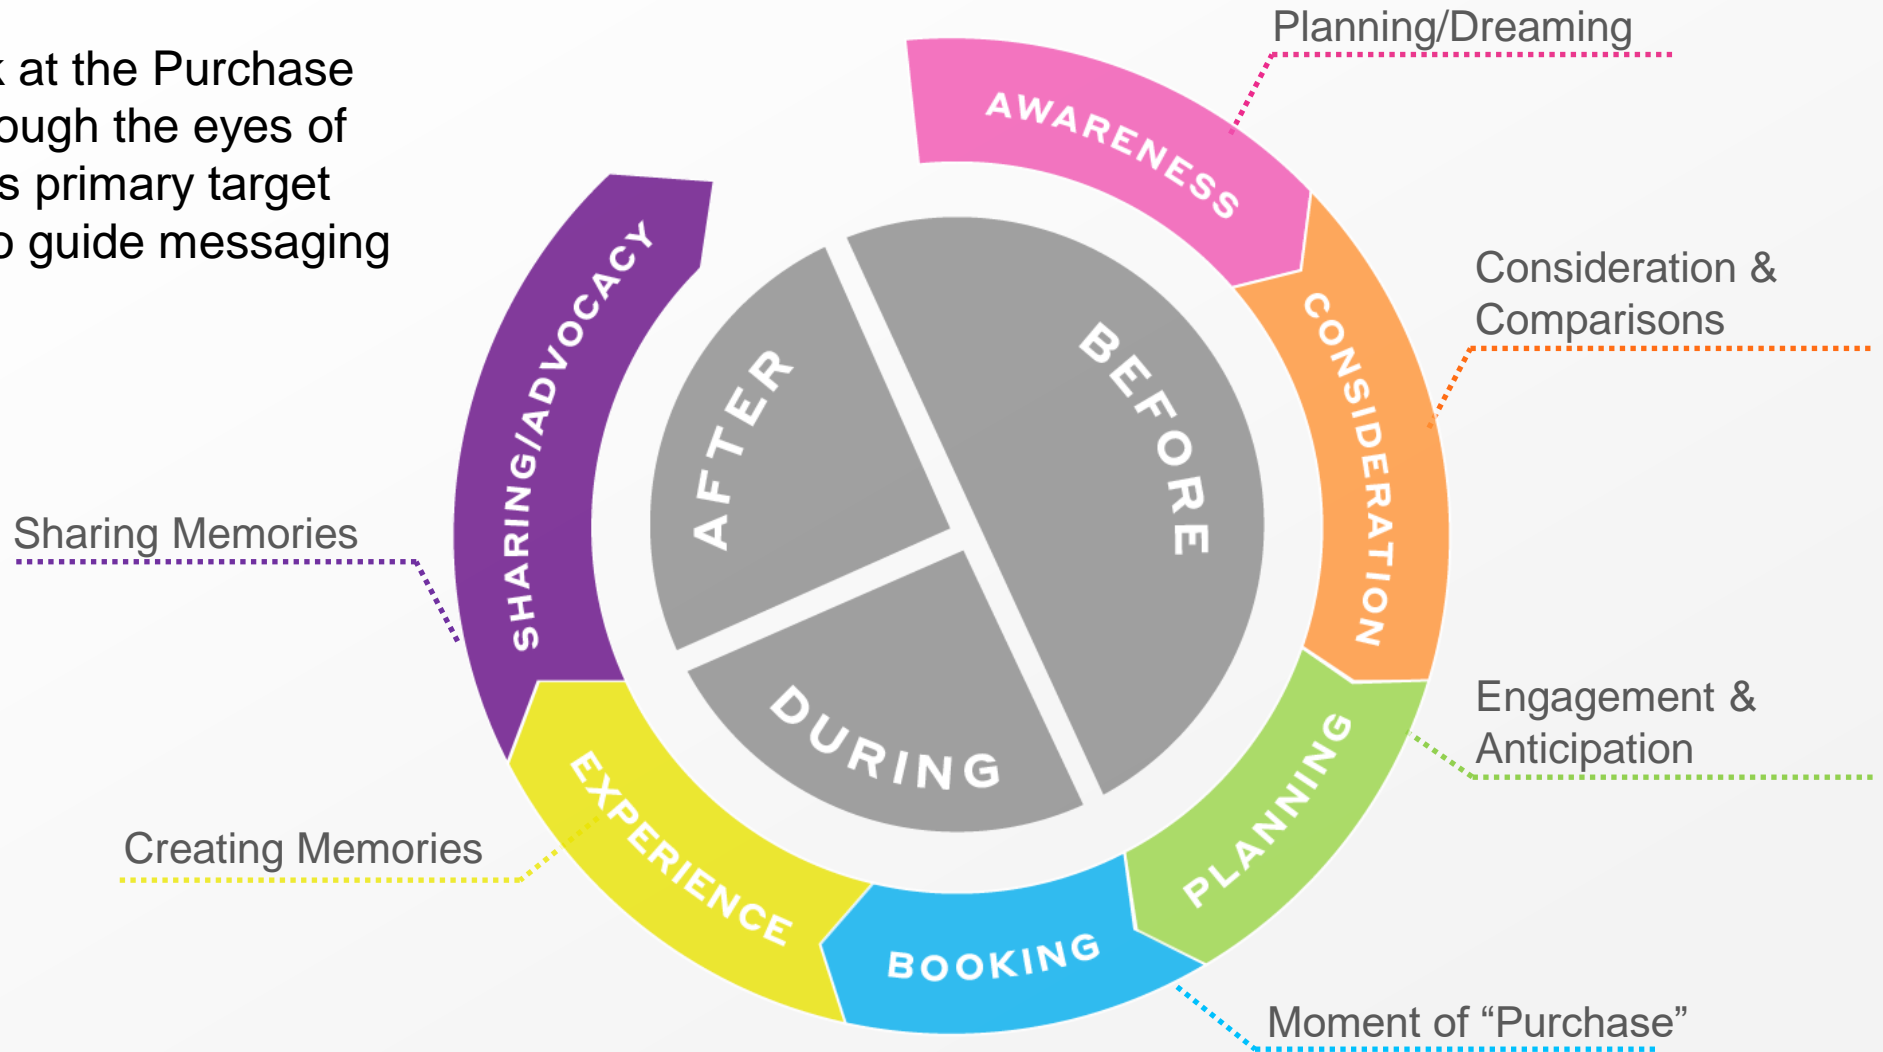 at the Purchase
ough the eyes of
s primary target
o guide messaging
Planning/Dreaming
AWARENESS
Consideration &
Comparisons
CONSIDERATION
Engagement &
Anticipation
PLANNING
Moment of “Purchase”
BOOKING
Creating Memories
EXPERIENCE
Sharing Memories
SHARING/ADVOCACY
BEFORE
DURING
AFTER